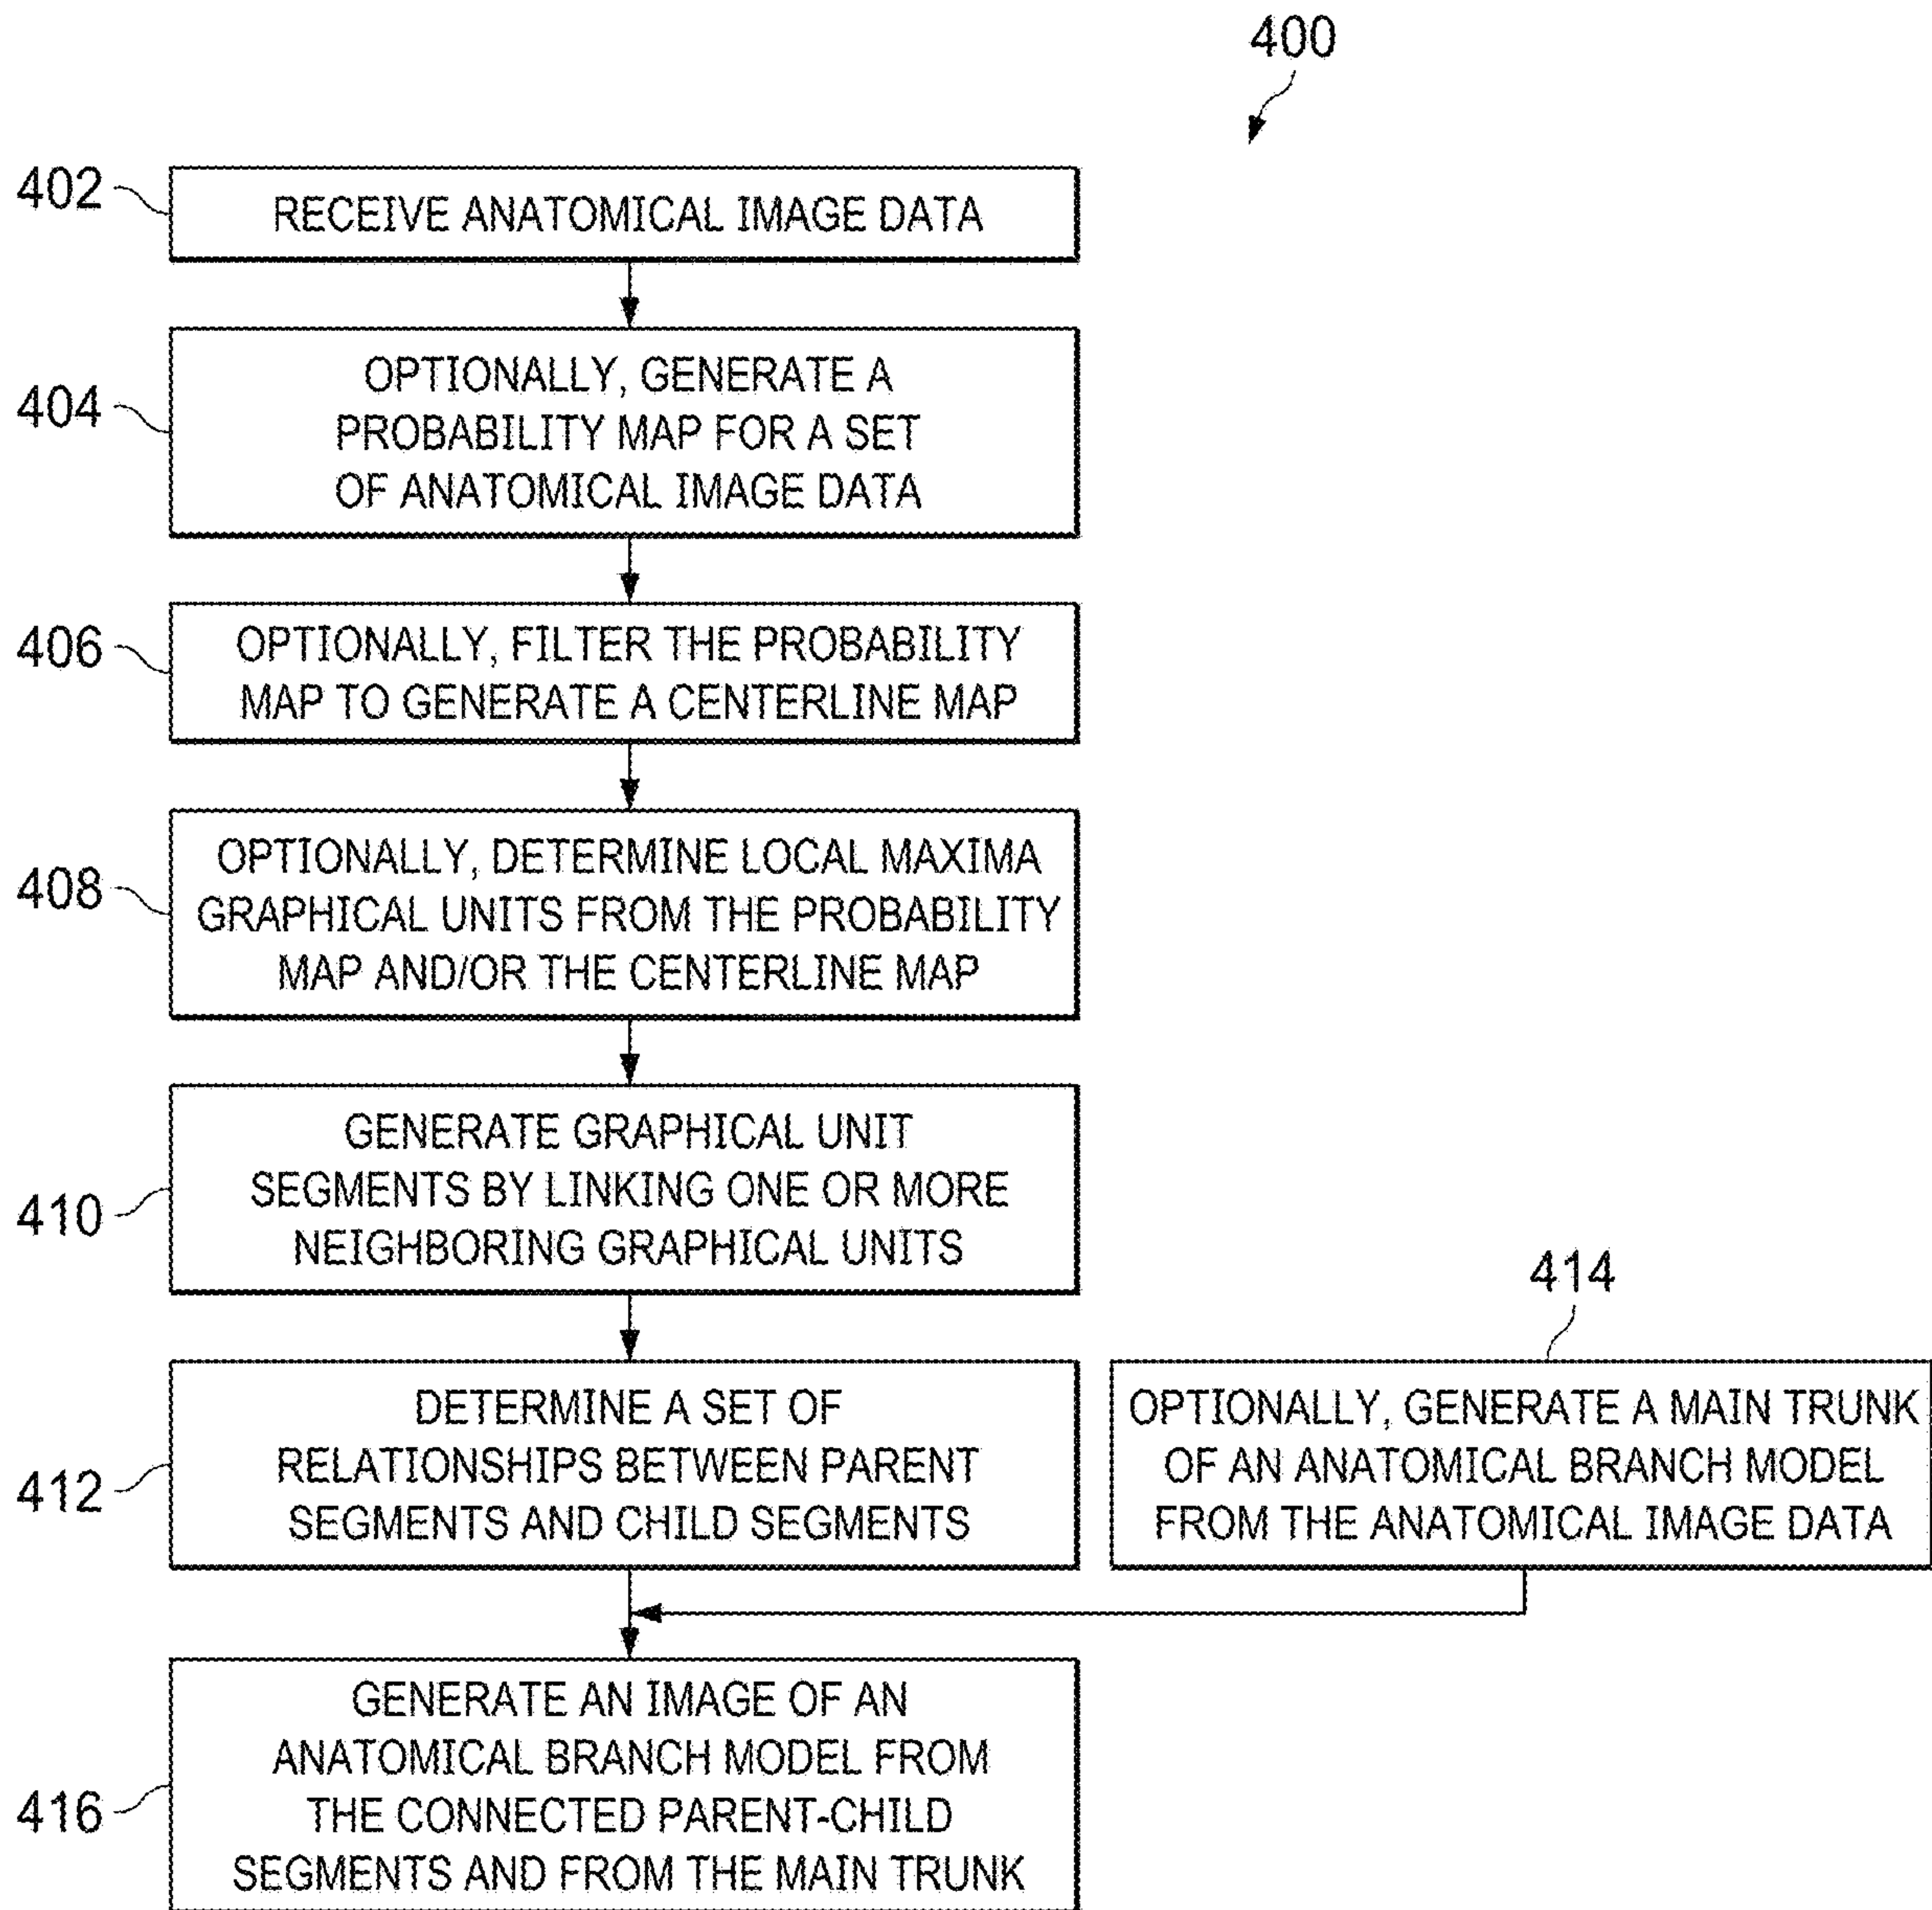 400
402
RECEIVE ANATOMICAL IMAGE DATA
404
OPTIONALLY, GENERATE A
PROBABILITY MAP FOR A SET
OF ANATOMICAL IMAGE DATA
406
OPTIONALLY, FILTER THE PROBABILITY
MAP TO GENERATE A CENTERLINE MAP
408
OPTIONALLY, DETERMINE LOCAL MAXIMA
GRAPHICAL UNITS FROM THE PROBABILITY
MAP AND/OR THE CENTERLINE MAP
410
GENERATE GRAPHICAL UNIT
SEGMENTS BY LINKING ONE OR MORE
NEIGHBORING GRAPHICAL UNITS
412
DETERMINE A SET OF
RELATIONSHIPS BETWEEN PARENT
SEGMENTS AND CHILD SEGMENTS
414
OPTIONALLY, GENERATE A MAIN TRUNK
OF AN ANATOMICAL BRANCH MODEL
FROM THE ANATOMICAL IMAGE DATA
416
GENERATE AN IMAGE OF AN
ANATOMICAL BRANCH MODEL FROM
THE CONNECTED PARENT-CHILD
SEGMENTS AND FROM THE MAIN TRUNK